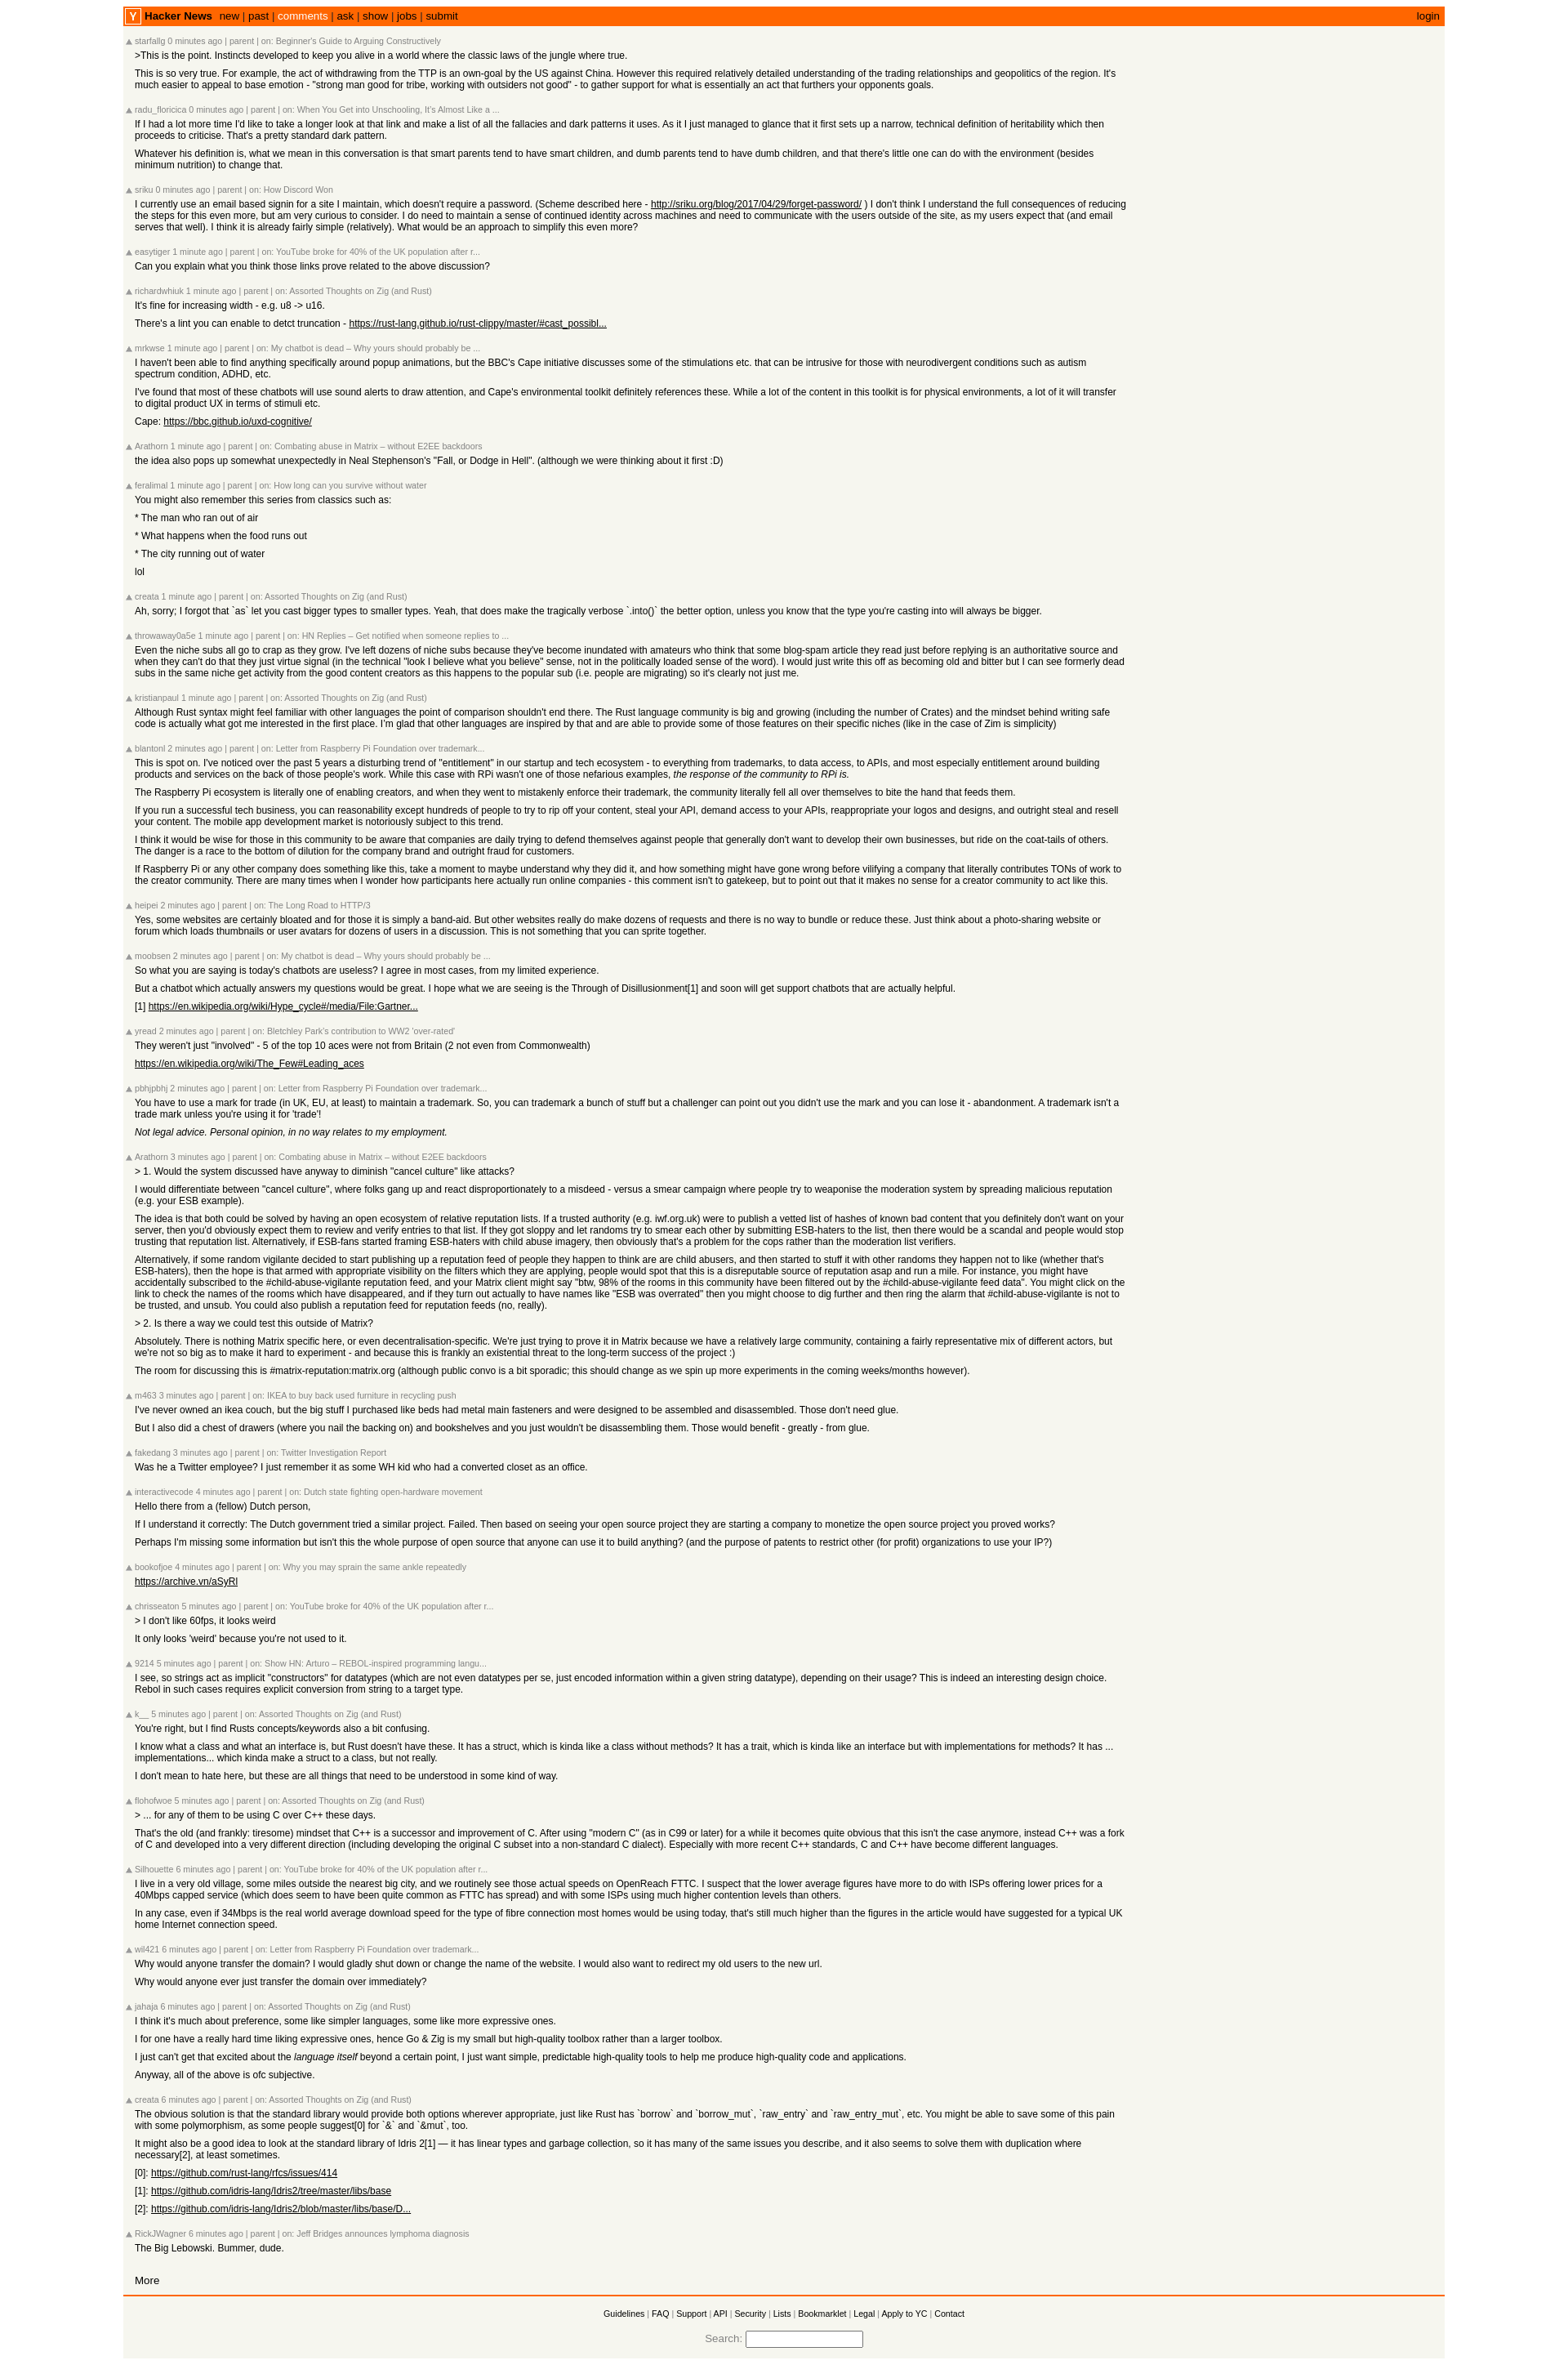 Y Hacker News new | past | comments | ask | show | jobs | submit login
starfallg 0 minutes ago | parent | on: Beginner's Guide to Arguing Constructively
>This is the point. Instincts developed to keep you alive in a world where the classic laws of the jungle where true.
This is so very true. For example, the act of withdrawing from the TTP is an own-goal by the US against China. However this required relatively detailed understanding of the trading relationships and geopolitics of the region. It's
much easier to appeal to base emotion - "strong man good for tribe, working with outsiders not good" - to gather support for what is essentially an act that furthers your opponents goals.
radu_floricica 0 minutes ago | parent | on: When You Get into Unschooling, It's Almost Like a ...
If I had a lot more time I'd like to take a longer look at that link and make a list of all the fallacies and dark patterns it uses. As it I just managed to glance that it first sets up a narrow, technical definition of heritability which then
proceeds to criticise. That's a pretty standard dark pattern.
Whatever his definition is, what we mean in this conversation is that smart parents tend to have smart children, and dumb parents tend to have dumb children, and that there's little one can do with the environment (besides
minimum nutrition) to change that.
sriku 0 minutes ago | parent | on: How Discord Won
I currently use an email based signin for a site I maintain, which doesn't require a password. (Scheme described here - http://sriku.org/blog/2017/04/29/forget-password/ ) I don't think I understand the full consequences of reducing
the steps for this even more, but am very curious to consider. I do need to maintain a sense of continued identity across machines and need to communicate with the users outside of the site, as my users expect that (and email
serves that well). I think it is already fairly simple (relatively). What would be an approach to simplify this even more?
easytiger 1 minute ago | parent | on: YouTube broke for 40% of the UK population after r...
Can you explain what you think those links prove related to the above discussion?
richardwhiuk 1 minute ago | parent | on: Assorted Thoughts on Zig (and Rust)
It's fine for increasing width - e.g. u8 -> u16.
There's a lint you can enable to detct truncation - https://rust-lang.github.io/rust-clippy/master/#cast_possibl...
mrkwse 1 minute ago | parent | on: My chatbot is dead – Why yours should probably be ...
I haven't been able to find anything specifically around popup animations, but the BBC's Cape initiative discusses some of the stimulations etc. that can be intrusive for those with neurodivergent conditions such as autism
spectrum condition, ADHD, etc.
I've found that most of these chatbots will use sound alerts to draw attention, and Cape's environmental toolkit definitely references these. While a lot of the content in this toolkit is for physical environments, a lot of it will transfer
to digital product UX in terms of stimuli etc.
Cape: https://bbc.github.io/uxd-cognitive/
Arathorn 1 minute ago | parent | on: Combating abuse in Matrix – without E2EE backdoors
the idea also pops up somewhat unexpectedly in Neal Stephenson's "Fall, or Dodge in Hell". (although we were thinking about it first :D)
feralimal 1 minute ago | parent | on: How long can you survive without water
You might also remember this series from classics such as:
* The man who ran out of air
* What happens when the food runs out
* The city running out of water
lol
creata 1 minute ago | parent | on: Assorted Thoughts on Zig (and Rust)
Ah, sorry; I forgot that `as` let you cast bigger types to smaller types. Yeah, that does make the tragically verbose `.into()` the better option, unless you know that the type you're casting into will always be bigger.
throwaway0a5e 1 minute ago | parent | on: HN Replies – Get notified when someone replies to ...
Even the niche subs all go to crap as they grow. I've left dozens of niche subs because they've become inundated with amateurs who think that some blog-spam article they read just before replying is an authoritative source and
when they can't do that they just virtue signal (in the technical "look I believe what you believe" sense, not in the politically loaded sense of the word). I would just write this off as becoming old and bitter but I can see formerly dead
subs in the same niche get activity from the good content creators as this happens to the popular sub (i.e. people are migrating) so it's clearly not just me.
kristianpaul 1 minute ago | parent | on: Assorted Thoughts on Zig (and Rust)
Although Rust syntax might feel familiar with other languages the point of comparison shouldn't end there. The Rust language community is big and growing (including the number of Crates) and the mindset behind writing safe
code is actually what got me interested in the first place. I'm glad that other languages are inspired by that and are able to provide some of those features on their specific niches (like in the case of Zim is simplicity)
blantonl 2 minutes ago | parent | on: Letter from Raspberry Pi Foundation over trademark...
This is spot on. I've noticed over the past 5 years a disturbing trend of "entitlement" in our startup and tech ecosystem - to everything from trademarks, to data access, to APIs, and most especially entitlement around building
products and services on the back of those people's work. While this case with RPi wasn't one of those nefarious examples, the response of the community to RPi is.
The Raspberry Pi ecosystem is literally one of enabling creators, and when they went to mistakenly enforce their trademark, the community literally fell all over themselves to bite the hand that feeds them.
If you run a successful tech business, you can reasonability except hundreds of people to try to rip off your content, steal your API, demand access to your APIs, reappropriate your logos and designs, and outright steal and resell
your content. The mobile app development market is notoriously subject to this trend.
I think it would be wise for those in this community to be aware that companies are daily trying to defend themselves against people that generally don't want to develop their own businesses, but ride on the coat-tails of others.
The danger is a race to the bottom of dilution for the company brand and outright fraud for customers.
If Raspberry Pi or any other company does something like this, take a moment to maybe understand why they did it, and how something might have gone wrong before vilifying a company that literally contributes TONs of work to
the creator community. There are many times when I wonder how participants here actually run online companies - this comment isn't to gatekeep, but to point out that it makes no sense for a creator community to act like this.
heipei 2 minutes ago | parent | on: The Long Road to HTTP/3
Yes, some websites are certainly bloated and for those it is simply a band-aid. But other websites really do make dozens of requests and there is no way to bundle or reduce these. Just think about a photo-sharing website or
forum which loads thumbnails or user avatars for dozens of users in a discussion. This is not something that you can sprite together.
moobsen 2 minutes ago | parent | on: My chatbot is dead – Why yours should probably be ...
So what you are saying is today's chatbots are useless? I agree in most cases, from my limited experience.
But a chatbot which actually answers my questions would be great. I hope what we are seeing is the Through of Disillusionment[1] and soon will get support chatbots that are actually helpful.
[1] https://en.wikipedia.org/wiki/Hype_cycle#/media/File:Gartner...
yread 2 minutes ago | parent | on: Bletchley Park's contribution to WW2 'over-rated'
They weren't just "involved" - 5 of the top 10 aces were not from Britain (2 not even from Commonwealth)
https://en.wikipedia.org/wiki/The_Few#Leading_aces
pbhjpbhj 2 minutes ago | parent | on: Letter from Raspberry Pi Foundation over trademark...
You have to use a mark for trade (in UK, EU, at least) to maintain a trademark. So, you can trademark a bunch of stuff but a challenger can point out you didn't use the mark and you can lose it - abandonment. A trademark isn't a
trade mark unless you're using it for 'trade'!
Not legal advice. Personal opinion, in no way relates to my employment.
Arathorn 3 minutes ago | parent | on: Combating abuse in Matrix – without E2EE backdoors
> 1. Would the system discussed have anyway to diminish "cancel culture" like attacks?
I would differentiate between "cancel culture", where folks gang up and react disproportionately to a misdeed - versus a smear campaign where people try to weaponise the moderation system by spreading malicious reputation
(e.g. your ESB example).
The idea is that both could be solved by having an open ecosystem of relative reputation lists. If a trusted authority (e.g. iwf.org.uk) were to publish a vetted list of hashes of known bad content that you definitely don't want on your
server, then you'd obviously expect them to review and verify entries to that list. If they got sloppy and let randoms try to smear each other by submitting ESB-haters to the list, then there would be a scandal and people would stop
trusting that reputation list. Alternatively, if ESB-fans started framing ESB-haters with child abuse imagery, then obviously that's a problem for the cops rather than the moderation list verifiers.
Alternatively, if some random vigilante decided to start publishing up a reputation feed of people they happen to think are are child abusers, and then started to stuff it with other randoms they happen not to like (whether that's
ESB-haters), then the hope is that armed with appropriate visibility on the filters which they are applying, people would spot that this is a disreputable source of reputation asap and run a mile. For instance, you might have
accidentally subscribed to the #child-abuse-vigilante reputation feed, and your Matrix client might say "btw, 98% of the rooms in this community have been filtered out by the #child-abuse-vigilante feed data". You might click on the
link to check the names of the rooms which have disappeared, and if they turn out actually to have names like "ESB was overrated" then you might choose to dig further and then ring the alarm that #child-abuse-vigilante is not to
be trusted, and unsub. You could also publish a reputation feed for reputation feeds (no, really).
> 2. Is there a way we could test this outside of Matrix?
Absolutely. There is nothing Matrix specific here, or even decentralisation-specific. We're just trying to prove it in Matrix because we have a relatively large community, containing a fairly representative mix of different actors, but
we're not so big as to make it hard to experiment - and because this is frankly an existential threat to the long-term success of the project :)
The room for discussing this is #matrix-reputation:matrix.org (although public convo is a bit sporadic; this should change as we spin up more experiments in the coming weeks/months however).
m463 3 minutes ago | parent | on: IKEA to buy back used furniture in recycling push
I've never owned an ikea couch, but the big stuff I purchased like beds had metal main fasteners and were designed to be assembled and disassembled. Those don't need glue.
But I also did a chest of drawers (where you nail the backing on) and bookshelves and you just wouldn't be disassembling them. Those would benefit - greatly - from glue.
fakedang 3 minutes ago | parent | on: Twitter Investigation Report
Was he a Twitter employee? I just remember it as some WH kid who had a converted closet as an office.
interactivecode 4 minutes ago | parent | on: Dutch state fighting open-hardware movement
Hello there from a (fellow) Dutch person,
If I understand it correctly: The Dutch government tried a similar project. Failed. Then based on seeing your open source project they are starting a company to monetize the open source project you proved works?
Perhaps I'm missing some information but isn't this the whole purpose of open source that anyone can use it to build anything? (and the purpose of patents to restrict other (for profit) organizations to use your IP?)
bookofjoe 4 minutes ago | parent | on: Why you may sprain the same ankle repeatedly
https://archive.vn/aSyRl
chrisseaton 5 minutes ago | parent | on: YouTube broke for 40% of the UK population after r...
> I don't like 60fps, it looks weird
It only looks 'weird' because you're not used to it.
9214 5 minutes ago | parent | on: Show HN: Arturo – REBOL-inspired programming langu...
I see, so strings act as implicit "constructors" for datatypes (which are not even datatypes per se, just encoded information within a given string datatype), depending on their usage? This is indeed an interesting design choice.
Rebol in such cases requires explicit conversion from string to a target type.
k__ 5 minutes ago | parent | on: Assorted Thoughts on Zig (and Rust)
You're right, but I find Rusts concepts/keywords also a bit confusing.
I know what a class and what an interface is, but Rust doesn't have these. It has a struct, which is kinda like a class without methods? It has a trait, which is kinda like an interface but with implementations for methods? It has ...
implementations... which kinda make a struct to a class, but not really.
I don't mean to hate here, but these are all things that need to be understood in some kind of way.
flohofwoe 5 minutes ago | parent | on: Assorted Thoughts on Zig (and Rust)
> ... for any of them to be using C over C++ these days.
That's the old (and frankly: tiresome) mindset that C++ is a successor and improvement of C. After using "modern C" (as in C99 or later) for a while it becomes quite obvious that this isn't the case anymore, instead C++ was a fork
of C and developed into a very different direction (including developing the original C subset into a non-standard C dialect). Especially with more recent C++ standards, C and C++ have become different languages.
Silhouette 6 minutes ago | parent | on: YouTube broke for 40% of the UK population after r...
I live in a very old village, some miles outside the nearest big city, and we routinely see those actual speeds on OpenReach FTTC. I suspect that the lower average figures have more to do with ISPs offering lower prices for a
40Mbps capped service (which does seem to have been quite common as FTTC has spread) and with some ISPs using much higher contention levels than others.
In any case, even if 34Mbps is the real world average download speed for the type of fibre connection most homes would be using today, that's still much higher than the figures in the article would have suggested for a typical UK
home Internet connection speed.
wil421 6 minutes ago | parent | on: Letter from Raspberry Pi Foundation over trademark...
Why would anyone transfer the domain? I would gladly shut down or change the name of the website. I would also want to redirect my old users to the new url.
Why would anyone ever just transfer the domain over immediately?
jahaja 6 minutes ago | parent | on: Assorted Thoughts on Zig (and Rust)
I think it's much about preference, some like simpler languages, some like more expressive ones.
I for one have a really hard time liking expressive ones, hence Go & Zig is my small but high-quality toolbox rather than a larger toolbox.
I just can't get that excited about the language itself beyond a certain point, I just want simple, predictable high-quality tools to help me produce high-quality code and applications.
Anyway, all of the above is ofc subjective.
creata 6 minutes ago | parent | on: Assorted Thoughts on Zig (and Rust)
The obvious solution is that the standard library would provide both options wherever appropriate, just like Rust has `borrow` and `borrow_mut`, `raw_entry` and `raw_entry_mut`, etc. You might be able to save some of this pain
with some polymorphism, as some people suggest[0] for `&` and `&mut`, too.
It might also be a good idea to look at the standard library of Idris 2[1] — it has linear types and garbage collection, so it has many of the same issues you describe, and it also seems to solve them with duplication where
necessary[2], at least sometimes.
[0]: https://github.com/rust-lang/rfcs/issues/414
[1]: https://github.com/idris-lang/Idris2/tree/master/libs/base
[2]: https://github.com/idris-lang/Idris2/blob/master/libs/base/D...
RickJWagner 6 minutes ago | parent | on: Jeff Bridges announces lymphoma diagnosis
The Big Lebowski. Bummer, dude.
More
Guidelines | FAQ | Support | API | Security | Lists | Bookmarklet | Legal | Apply to YC | Contact
Search: